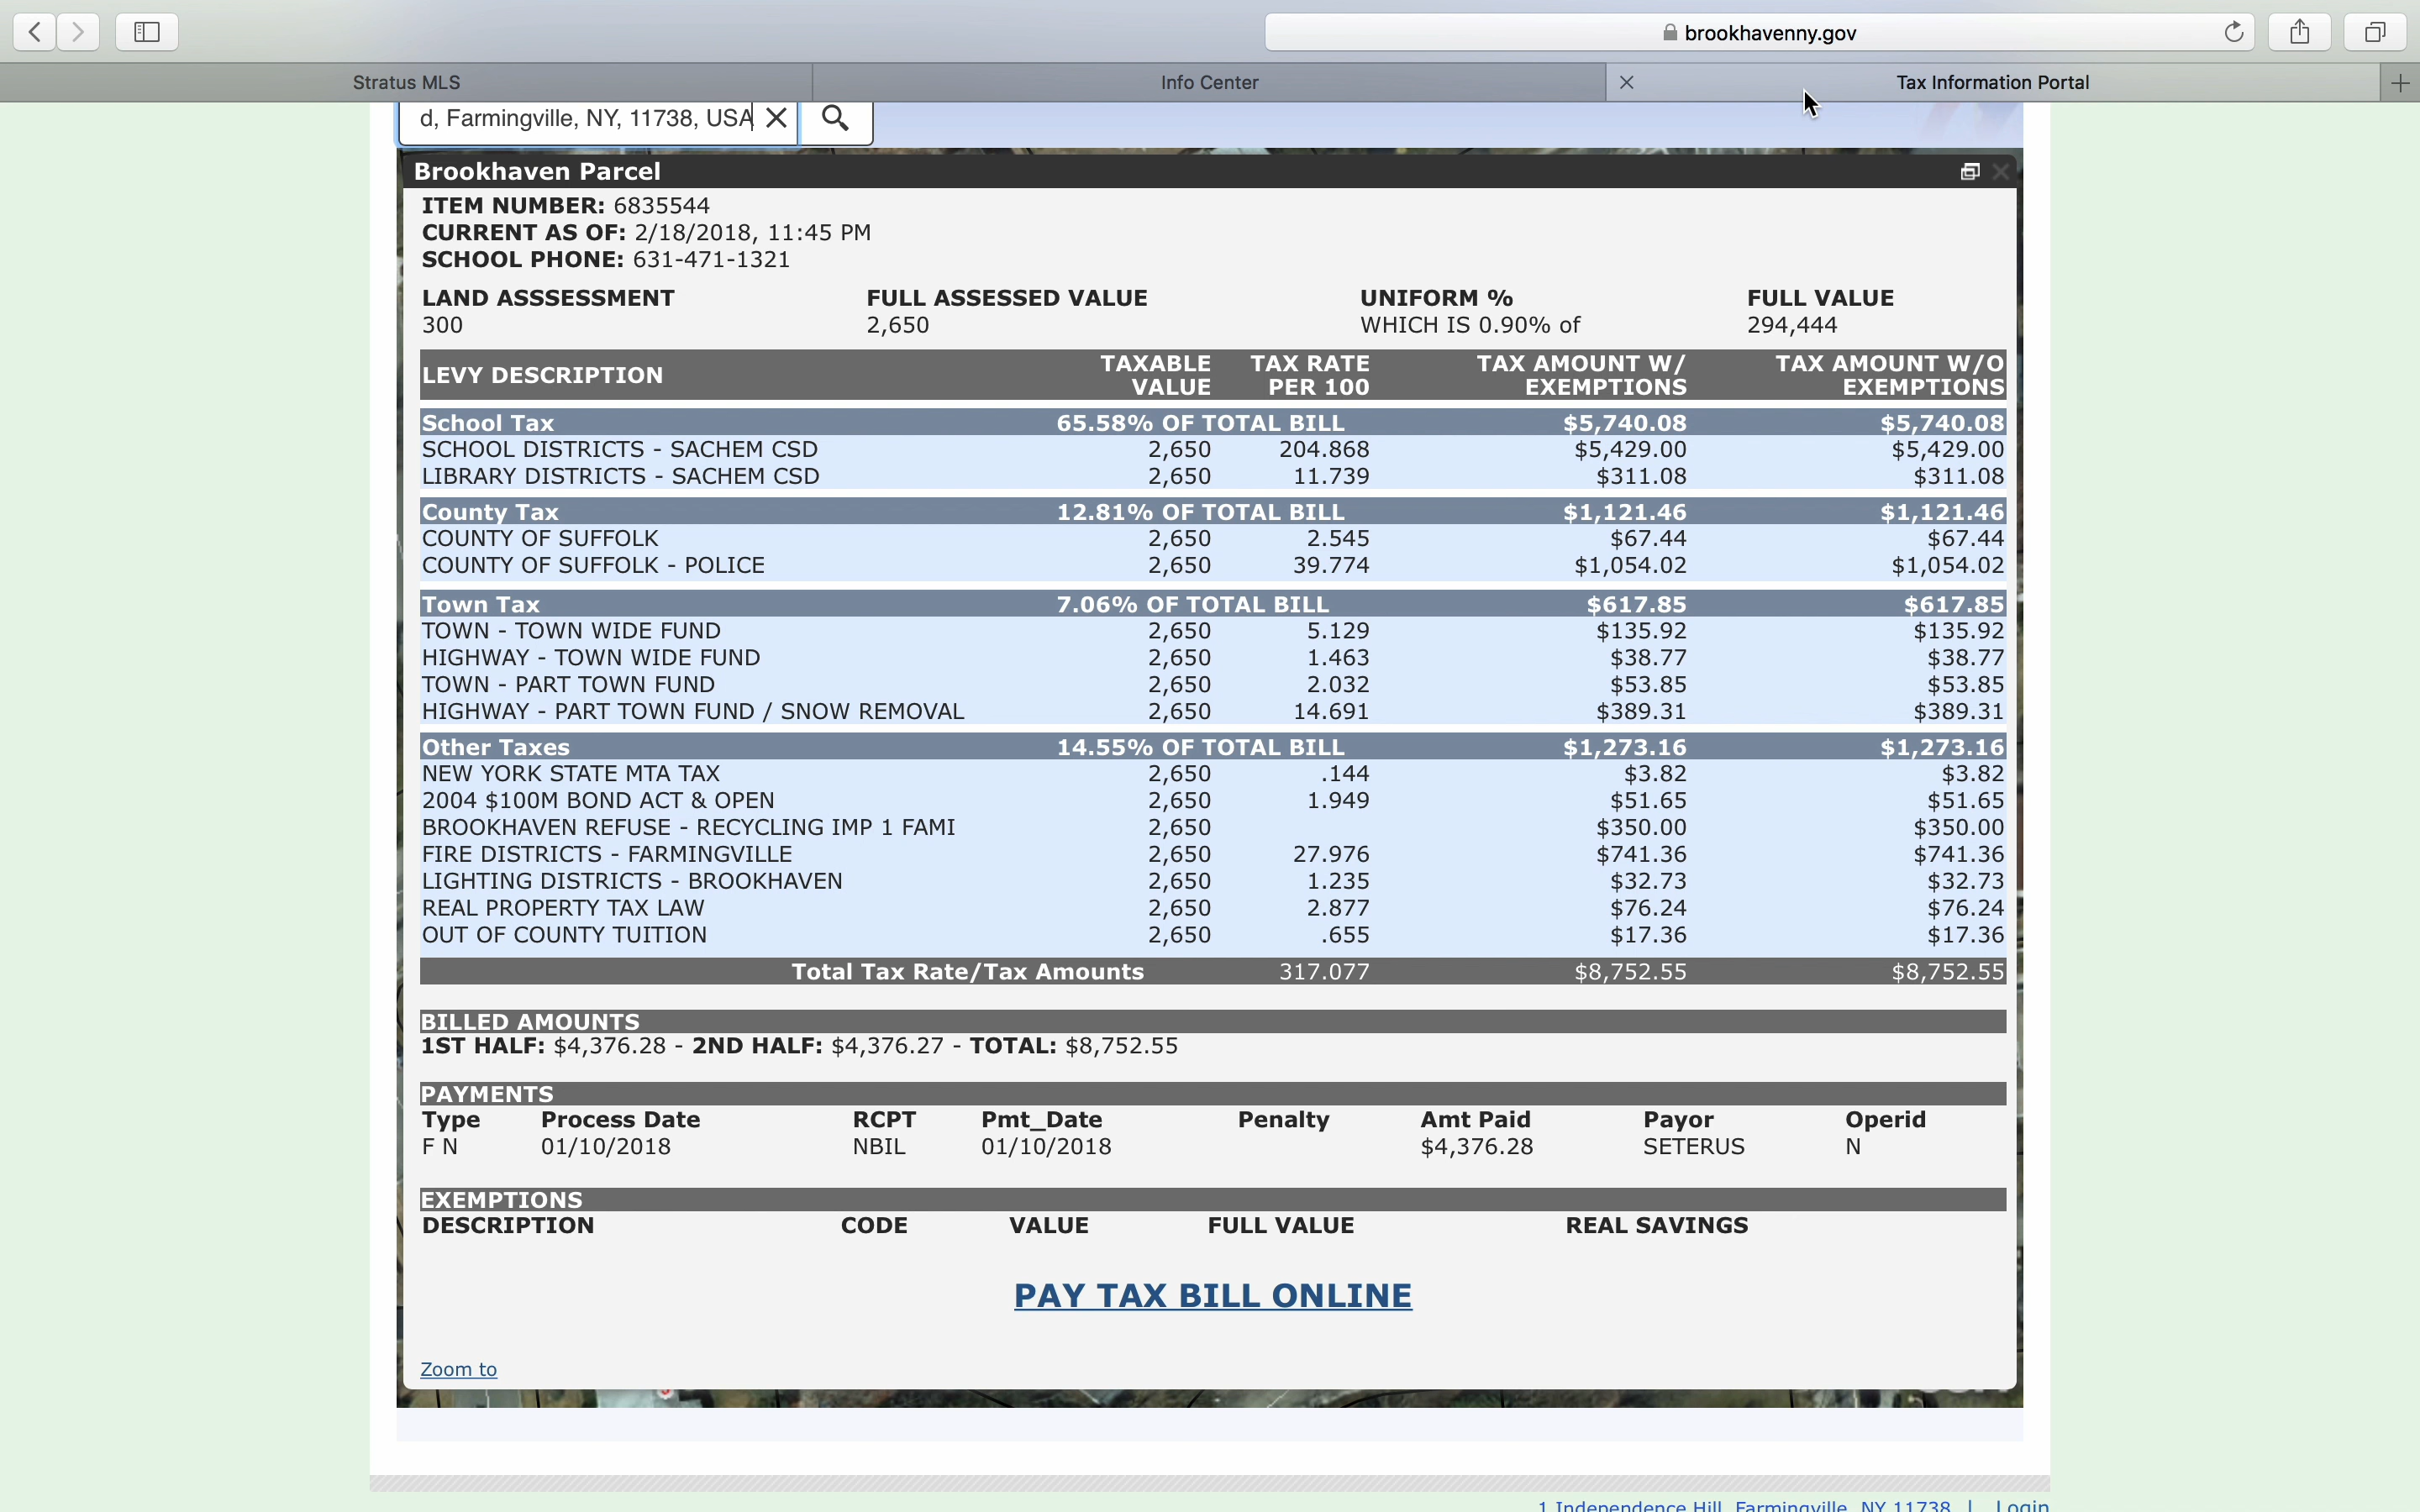 brookhavenny.gov
Stratus MLS
Info Center
Tax Information Portal
d, Farmingville, NY, 11738, USA
Brookhaven Parcel
ITEM NUMBER: 6835544
CURRENT AS OF: 2/18/2018, 11:45 PM
SCHOOL PHONE: 631-471-1321
LAND ASSSESSMENT FULL ASSESSED VALUE UNIFORM % FULL VALUE
300 2,650 WHICH IS 0.90% of 294,444
LEVY DESCRIPTION TAXABLE VALUE TAX RATE PER 100 TAX AMOUNT W/ EXEMPTIONS TAX AMOUNT W/O EXEMPTIONS
School Tax 65.58% OF TOTAL BILL $5,740.08 $5,740.08
SCHOOL DISTRICTS - SACHEM CSD 2,650 204.868 $5,429.00 $5,429.00
LIBRARY DISTRICTS - SACHEM CSD 2,650 11.739 $311.08 $311.08
County Tax 12.81% OF TOTAL BILL $1,121.46 $1,121.46
COUNTY OF SUFFOLK 2,650 2.545 $67.44 $67.44
COUNTY OF SUFFOLK - POLICE 2,650 39.774 $1,054.02 $1,054.02
Town Tax 7.06% OF TOTAL BILL $617.85 $617.85
TOWN - TOWN WIDE FUND 2,650 5.129 $135.92 $135.92
HIGHWAY - TOWN WIDE FUND 2,650 1.463 $38.77 $38.77
TOWN - PART TOWN FUND 2,650 2.032 $53.85 $53.85
HIGHWAY - PART TOWN FUND / SNOW REMOVAL 2,650 14.691 $389.31 $389.31
Other Taxes 14.55% OF TOTAL BILL $1,273.16 $1,273.16
NEW YORK STATE MTA TAX 2,650 .144 $3.82 $3.82
2004 $100M BOND ACT & OPEN 2,650 1.949 $51.65 $51.65
BROOKHAVEN REFUSE - RECYCLING IMP 1 FAMI 2,650 $350.00 $350.00
FIRE DISTRICTS - FARMINGVILLE 2,650 27.976 $741.36 $741.36
LIGHTING DISTRICTS - BROOKHAVEN 2,650 1.235 $32.73 $32.73
REAL PROPERTY TAX LAW 2,650 2.877 $76.24 $76.24
OUT OF COUNTY TUITION 2,650 .655 $17.36 $17.36
Total Tax Rate/Tax Amounts 317.077 $8,752.55 $8,752.55
BILLED AMOUNTS
1ST HALF: $4,376.28 - 2ND HALF: $4,376.27 - TOTAL: $8,752.55
PAYMENTS
Type Process Date RCPT Pmt_Date Penalty Amt Paid Payor Operid
F N 01/10/2018 NBIL 01/10/2018 $4,376.28 SETERUS N
EXEMPTIONS
DESCRIPTION CODE VALUE FULL VALUE REAL SAVINGS
PAY TAX BILL ONLINE
Zoom to
1 Independence Hill, Farmingville, NY 11738 | Login